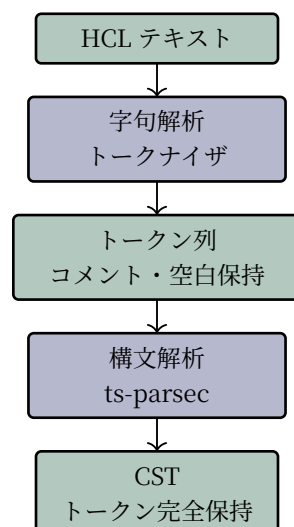 HCL テキスト
字句解析
トークナイザ
トークン列
コメント・空白保持
構文解析
ts-parsec
CST
トークン完全保持